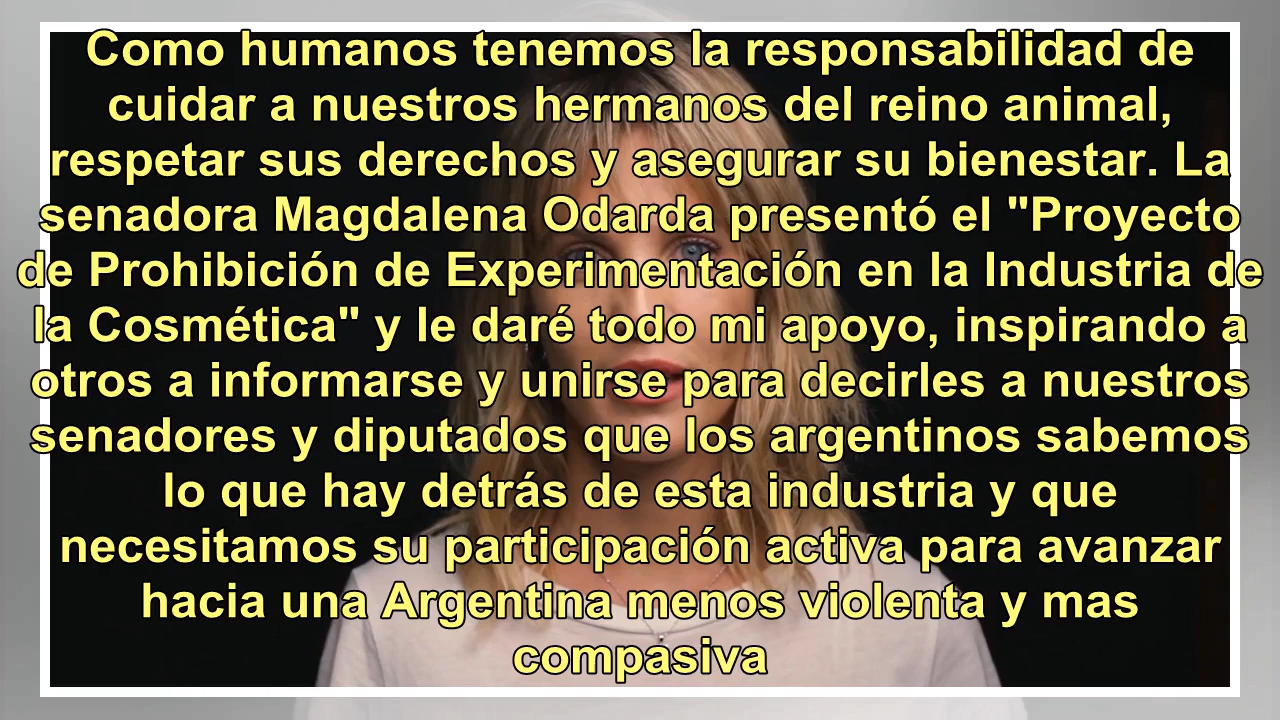 Como humanos tenemos la responsabilidad de
cuidar a nuestros hermanos del reino animal,
respetar sus derechos y asegurar su bienestar. La
senadora Magdalena Odarda presentó el "Proyecto
de Prohibición de Experimentación en la Industria de
la Cosmética" y le daré todo mi apoyo, inspirando a
otros a informarse y unirse para decirles a nuestros
senadores y diputados que los argentinos sabemos
lo que hay detrás de esta industria y que
necesitamos su participación activa para avanzar
hacia una Argentina menos violenta y mas
compasiva